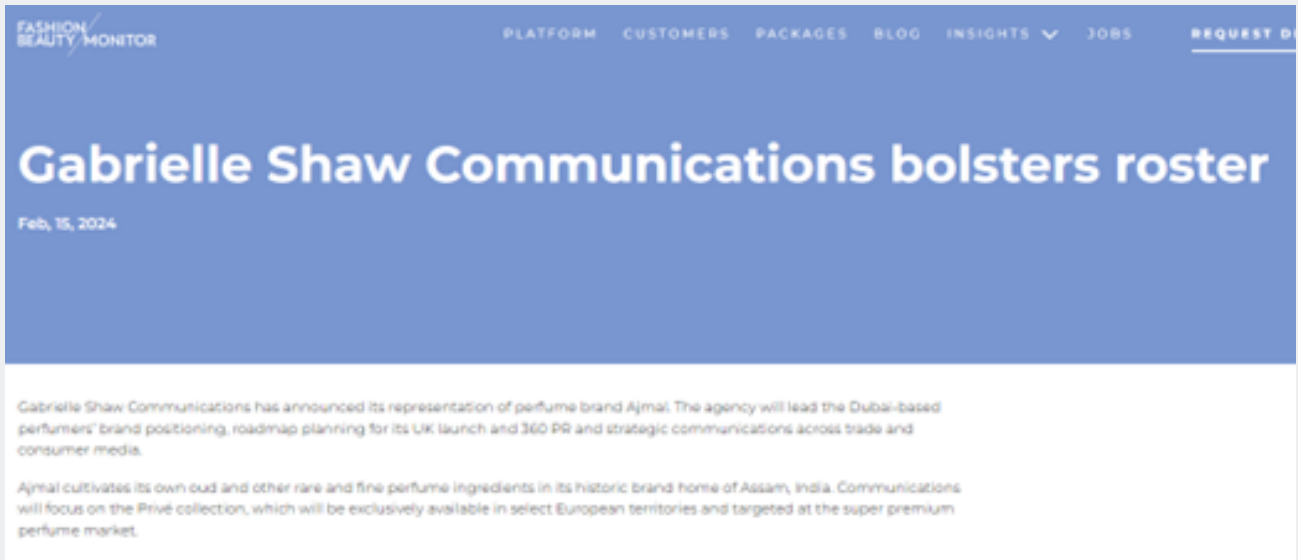 FASHION
BEAUTY MONITOR
PLATFORM CUSTOMERS PACKAGES BLOG INSIGHTS JOBS REQUEST D
Gabrielle Shaw Communications bolsters roster
Feb, 15, 2024
Gabrielle Shaw Communications has announced its representation of perfume brand Ajmal. The agency will lead the Dubai-based
perfumers' brand positioning, roadmap planning for its UK launch and 360 PR and strategic communications across trade and
consumer media.
Ajmal cultivates its own oud and other rare and fine perfume ingredients in its historic brand home of Assam, India. Communications
will focus on the Privé collection, which will be exclusively available in select European territories and targeted at the super premium
perfume market.